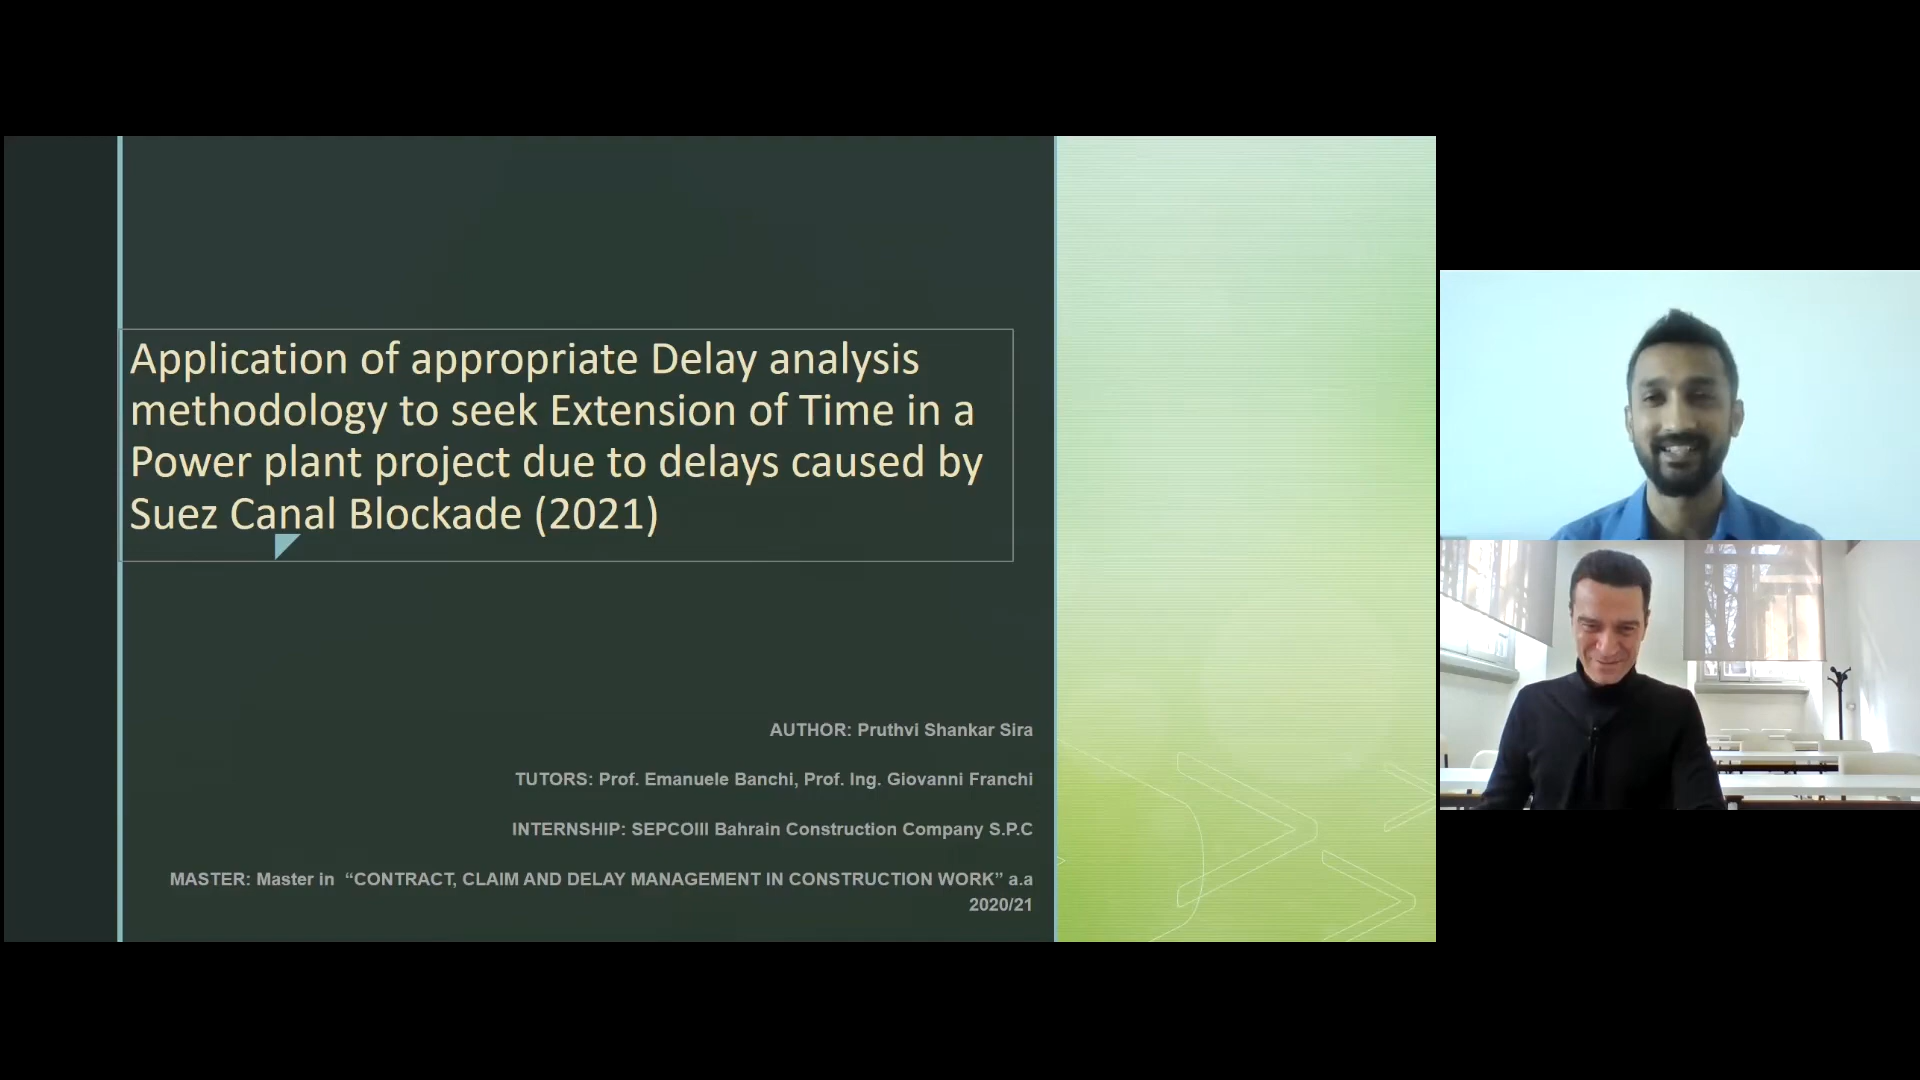 Application of appropriate Delay analysis
methodology to seek Extension of Time in a
Power plant project due to delays caused by
Suez Canal Blockade (2021)
AUTHOR: Pruthvi Shankar Sira
TUTORS: Prof. Emanuele Banchi, Prof. Ing. Giovanni Franchi
INTERNSHIP: SEPCOIII Bahrain Construction Company S.P.C
MASTER: Master in “CONTRACT, CLAIM AND DELAY MANAGEMENT IN CONSTRUCTION WORK” a.a
2020/21